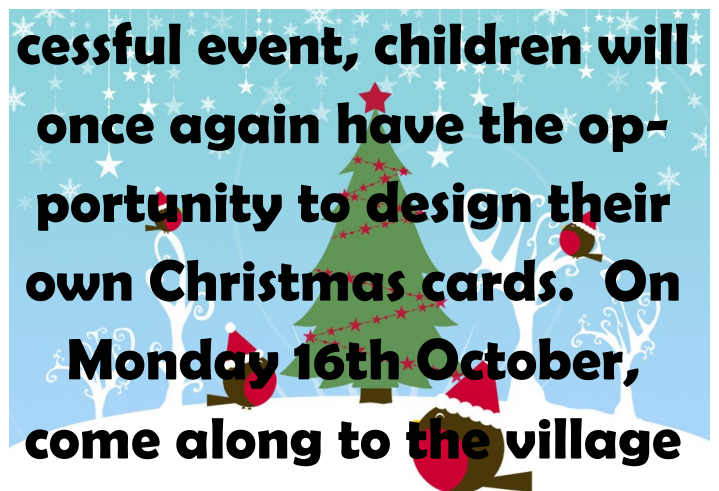 cessful event, children will
once again have the op-
portunity to design their
own Christmas cards.  On
Monday 16th October,
come along to the village